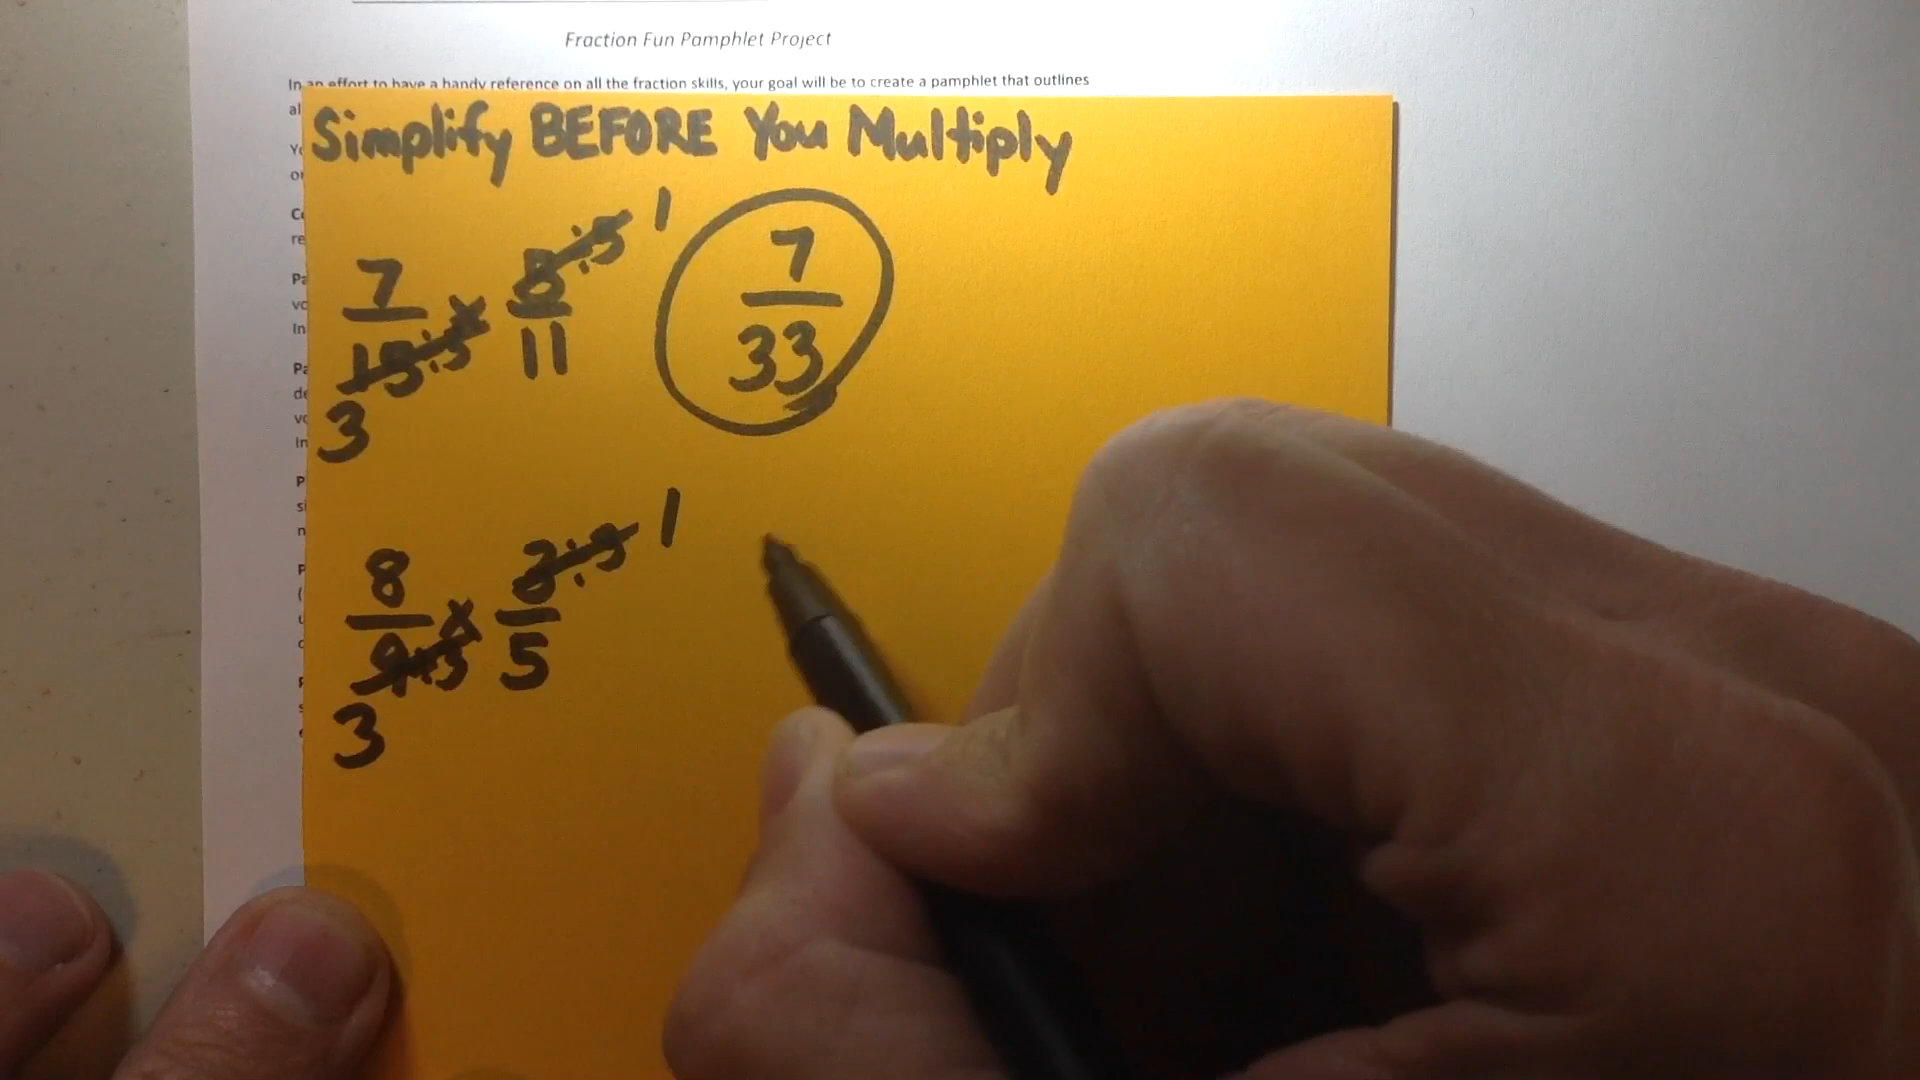 Fraction Fun Pamphlet Project
In an effort to have a handy reference on all the fraction skills, your goal will be to create a pamphlet that outlines
al
Simplify BEFORE You Multiply
7/15÷5 × 5÷5/11 1 7/33
3
8/9÷3 × 3÷3/5 1
3